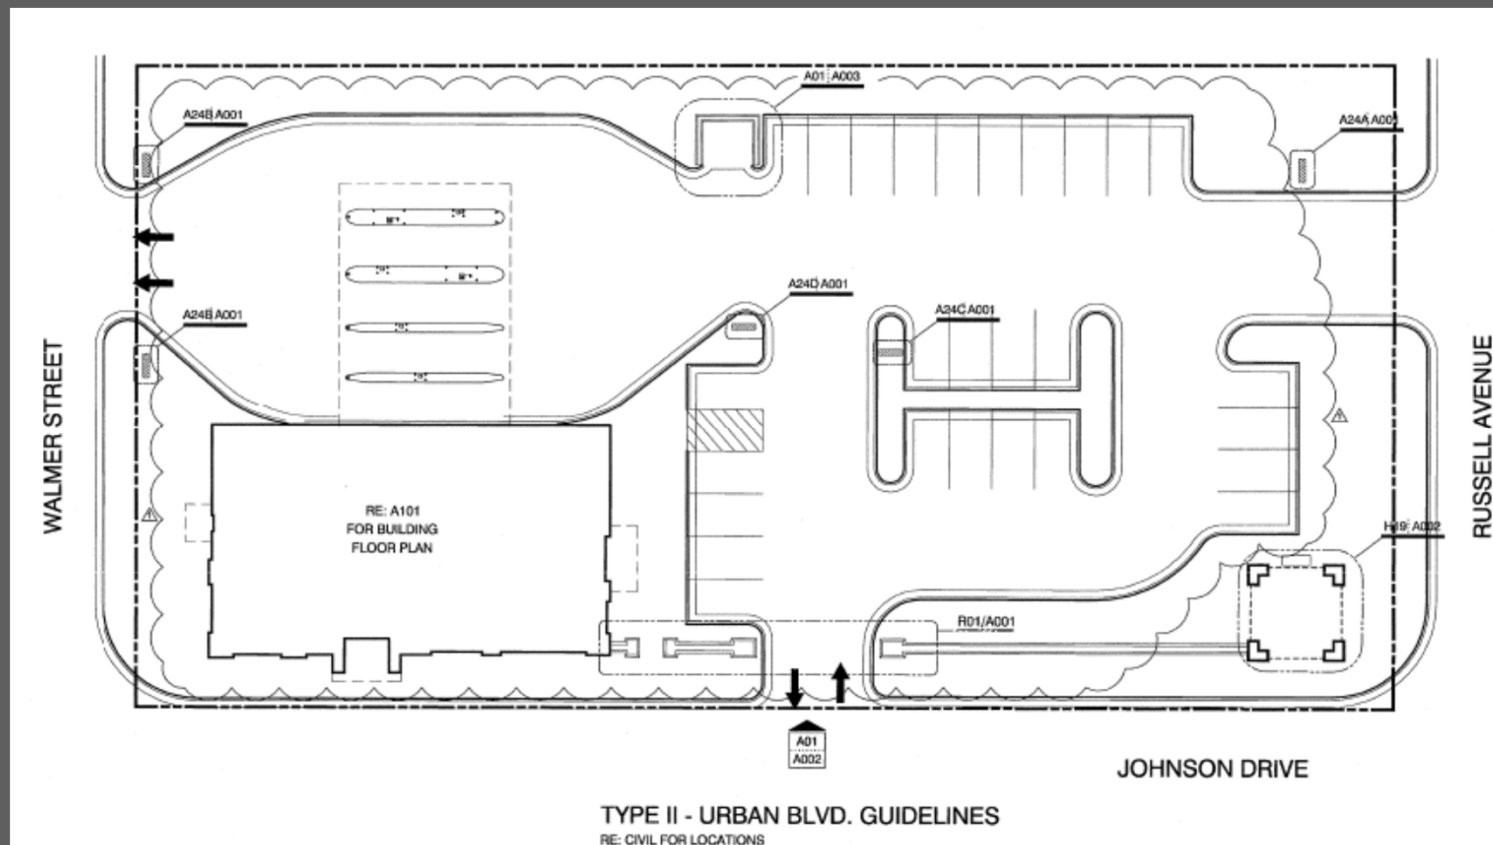 A01 A003
A24B A001
A24A A001
A24D A001
A24C A001
A24B A001
WALMER STREET
RUSSELL AVENUE
RE: A101
FOR BUILDING
FLOOR PLAN
H19 A002
R01/A001
A01
A002
JOHNSON DRIVE
TYPE II - URBAN BLVD. GUIDELINES
RE: CIVIL FOR LOCATIONS